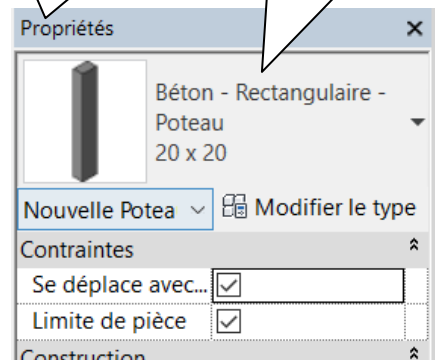 Propriétés
Béton - Rectangulaire -
Poteau
20 x 20
Nouvelle Potea
Modifier le type
Contraintes
Se déplace avec...
Limite de pièce
Construction